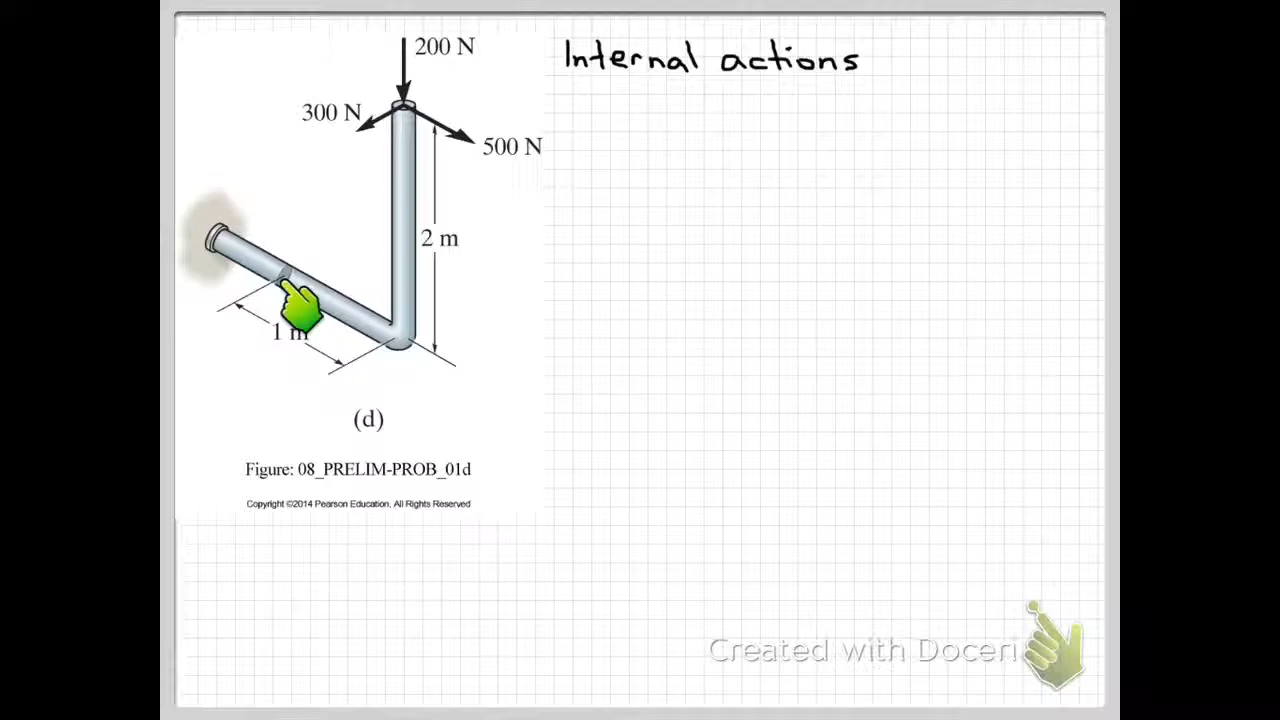 200 N
Internal actions
300 N
500 N
2 m
1 m
(d)
Figure: 08_PRELIM-PROB_01d
Copyright ©2014 Pearson Education, All Rights Reserved
Created with Doceri